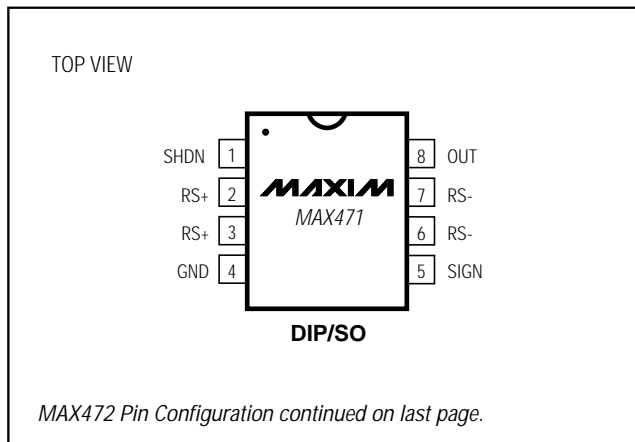 TOP VIEW
SHDN 1 8 OUT
RS+ 2 MAXIM 7 RS-
MAX471
RS+ 3 6 RS-
GND 4 5 SIGN
DIP/SO
MAX472 Pin Configuration continued on last page.